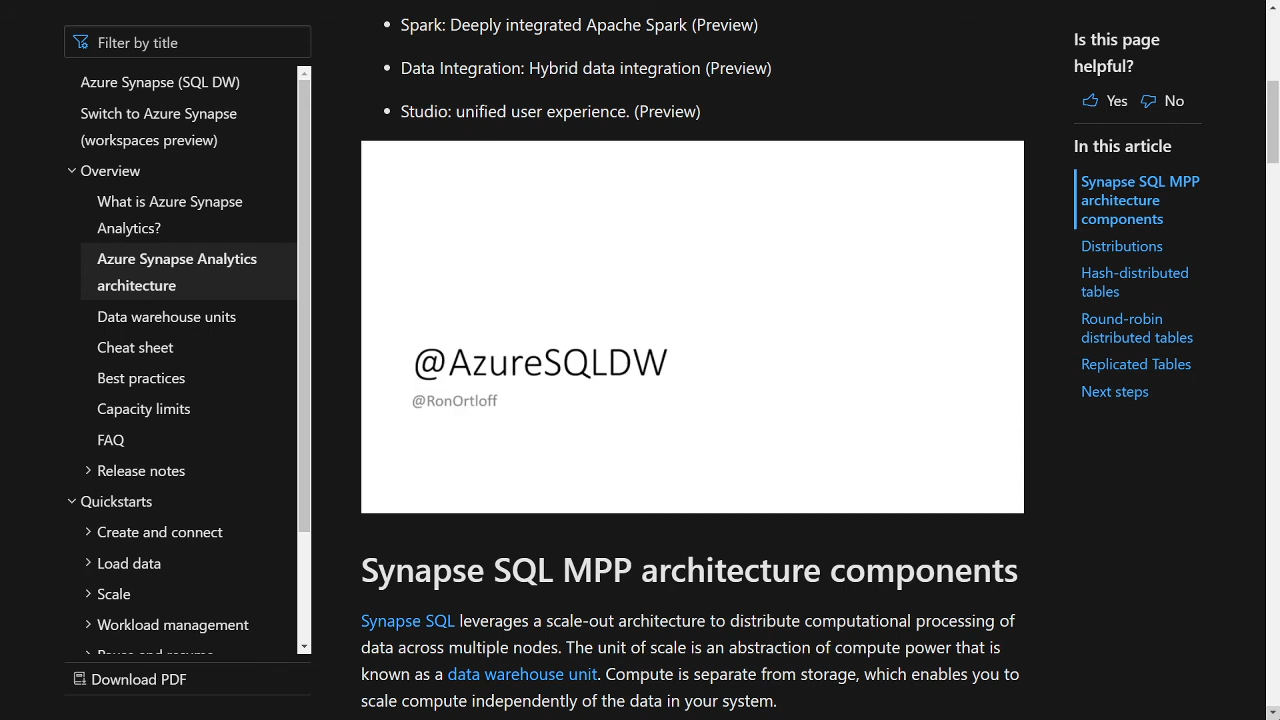 Filter by title
Azure Synapse (SQL DW)
Switch to Azure Synapse
(workspaces preview)
Overview
What is Azure Synapse
Analytics?
Azure Synapse Analytics
architecture
Data warehouse units
Cheat sheet
Best practices
Capacity limits
FAQ
Release notes
Quickstarts
Create and connect
Load data
Scale
Workload management
Pause and resume
Download PDF
Spark: Deeply integrated Apache Spark (Preview)
Data Integration: Hybrid data integration (Preview)
Studio: unified user experience. (Preview)
@AzureSQLDW
@RonOrtloff
Synapse SQL MPP architecture components
Synapse SQL leverages a scale-out architecture to distribute computational processing of
data across multiple nodes. The unit of scale is an abstraction of compute power that is
known as a data warehouse unit. Compute is separate from storage, which enables you to
scale compute independently of the data in your system.
Is this page
helpful?
Yes No
In this article
Synapse SQL MPP
architecture
components
Distributions
Hash-distributed
tables
Round-robin
distributed tables
Replicated Tables
Next steps